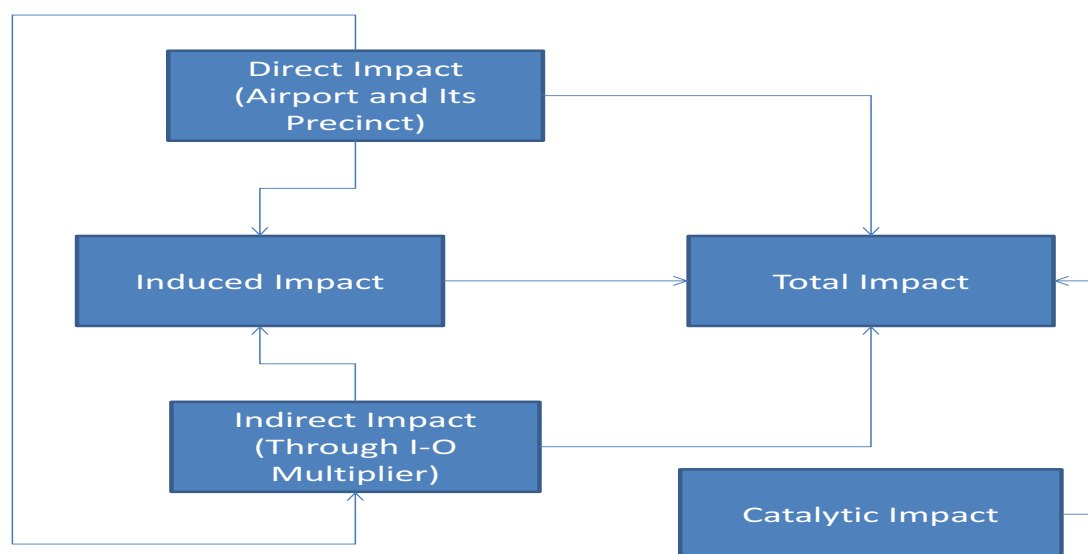 Direct Impact
(Airport and Its
Precinct)
Induced Impact
Total Impact
Indirect Impact
(Through I-O
Multiplier)
Catalytic Impact